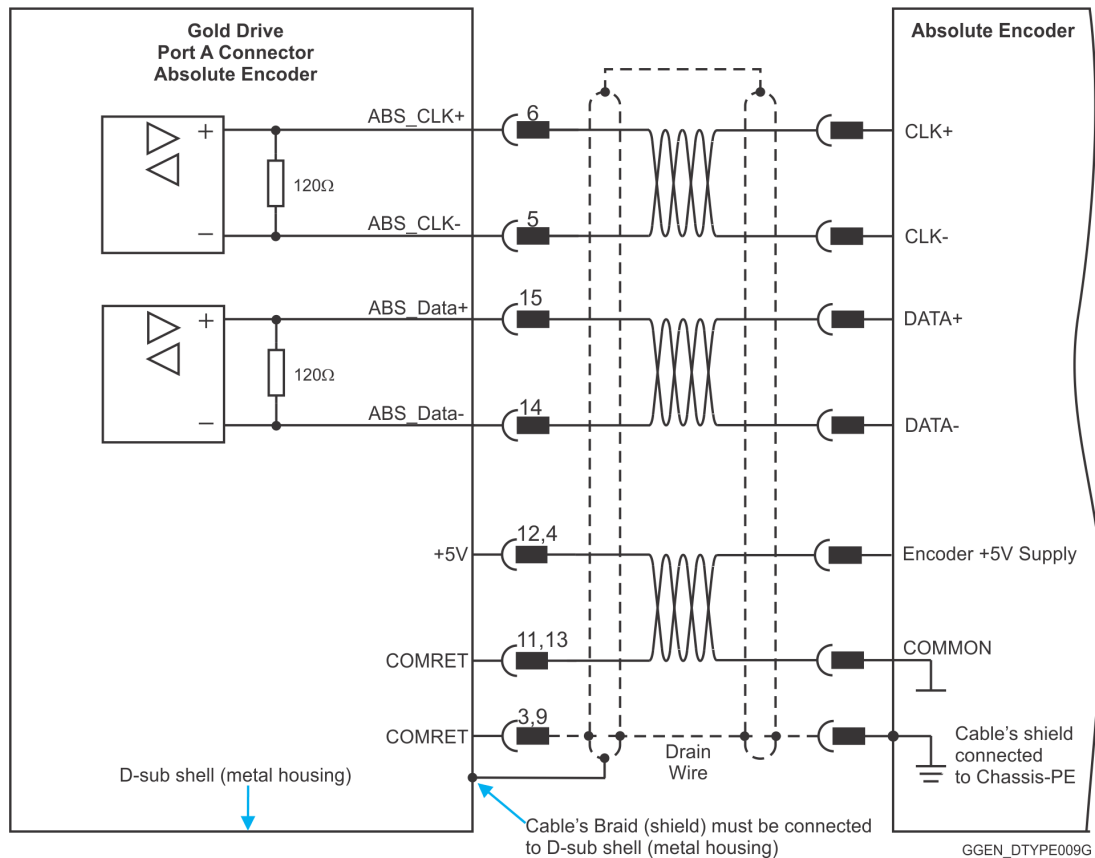 Gold Drive
Port A Connector
Absolute Encoder
Absolute Encoder
ABS_CLK+
6
CLK+
+
120Ω
−
ABS_CLK-
5
CLK-
ABS_Data+
15
DATA+
+
120Ω
−
ABS_Data-
14
DATA-
+5V
12,4
Encoder +5V Supply
COMRET
11,13
COMMON
COMRET
3,9
Drain
Wire
Cable's shield
connected
to Chassis-PE
D-sub shell (metal housing)
Cable's Braid (shield) must be connected
to D-sub shell (metal housing)
GGEN_DTYPE009G